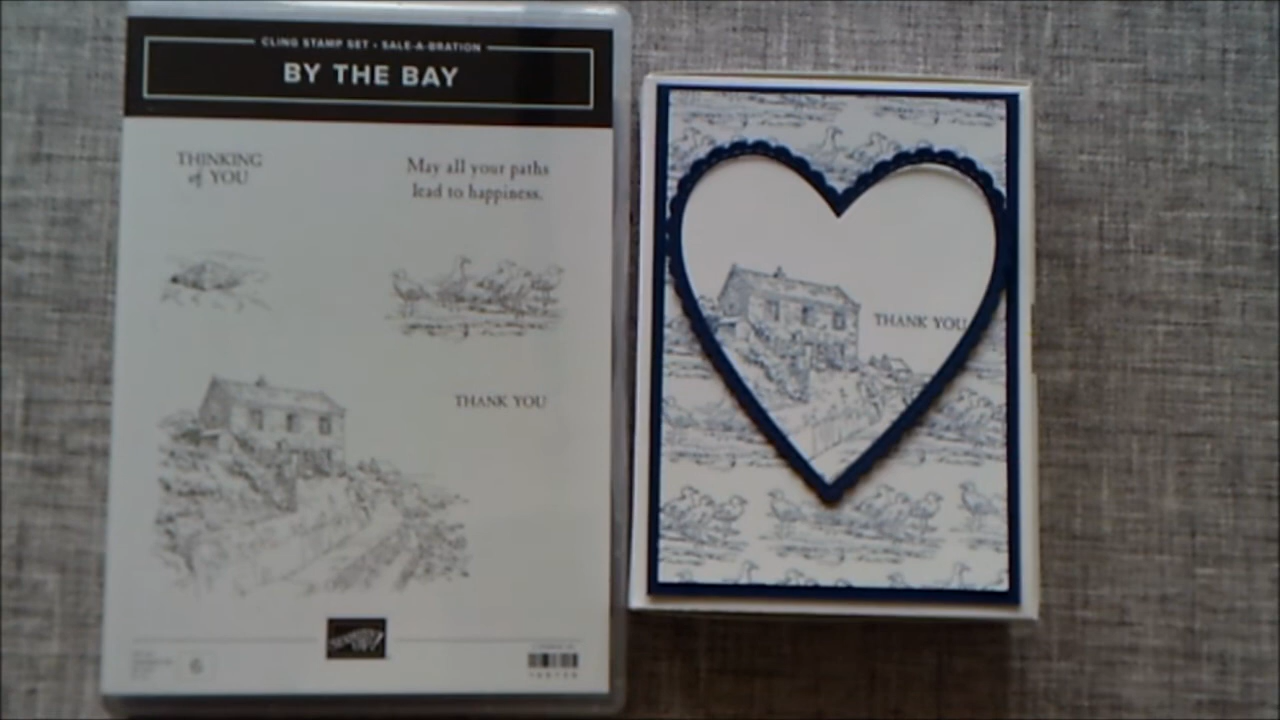 CLING STAMP SET • SALE-A-BRATION
BY THE BAY
THINKING
of YOU
May all your paths
lead to happiness.
THANK YOU
6
THANK YOU